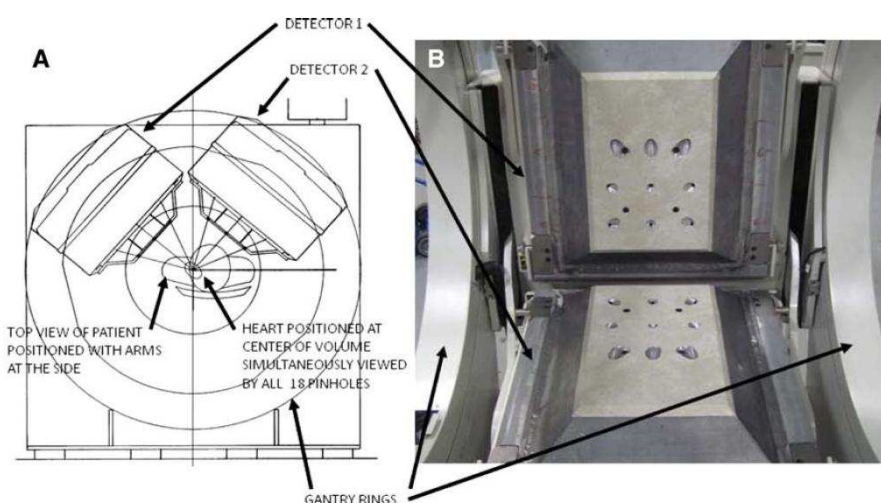 DETECTOR 1
A
B
DETECTOR 2
TOP VIEW OF PATIENT
POSITIONED WITH ARMS
AT THE SIDE
HEART POSITIONED AT
CENTER OF VOLUME
SIMULTANEOUSLY VIEWED
BY ALL 18 PINHOLES
GANTRY RINGS